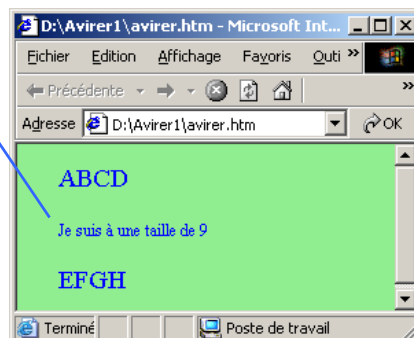 D:\Avirer1\avirer.htm - Microsoft Int...
Fichier Edition Affichage Favoris Outi »
Précédente »
Adresse D:\Avirer1\avirer.htm OK
ABCD
Je suis à une taille de 9
EFGH
Terminé Poste de travail